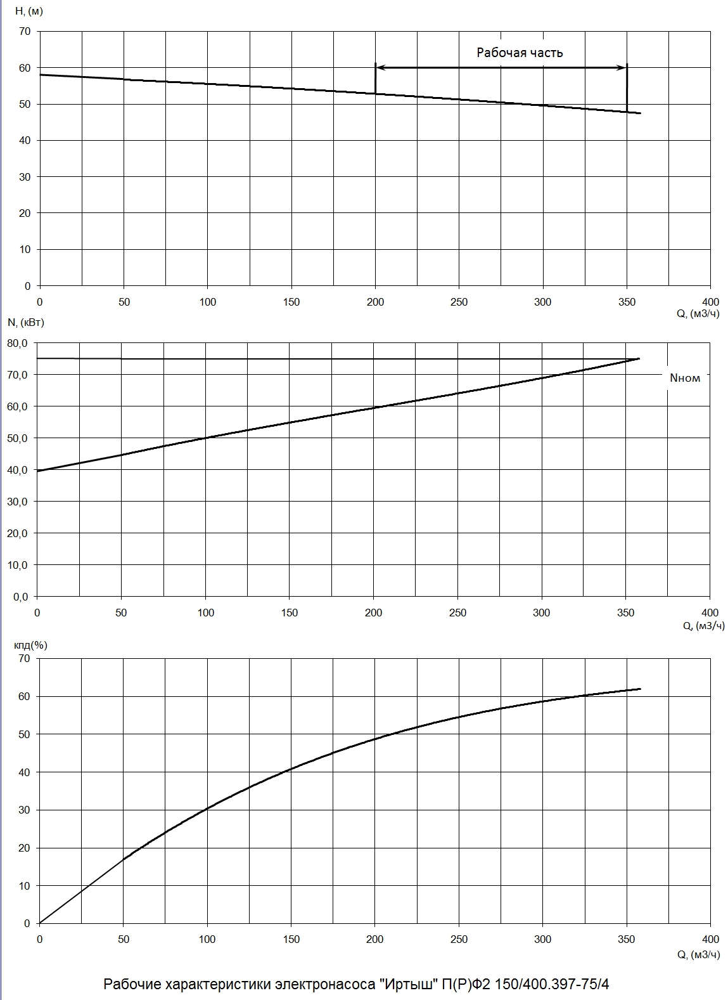 H, (м)
70
Рабочая часть
60
50
40
30
20
10
0
0 50 100 150 200 250 300 350 400
Q, (м3/ч)
N, (кВт)
80,0
70,0
Nном
60,0
50,0
40,0
30,0
20,0
10,0
0,0
0 50 100 150 200 250 300 350 400
Q, (м3/ч)
кпд(%)
70
60
50
40
30
20
10
0
0 50 100 150 200 250 300 350 400
Q, (м3/ч)
Рабочие характеристики электронасоса "Иртыш" П(Р)Ф2 150/400.397-75/4